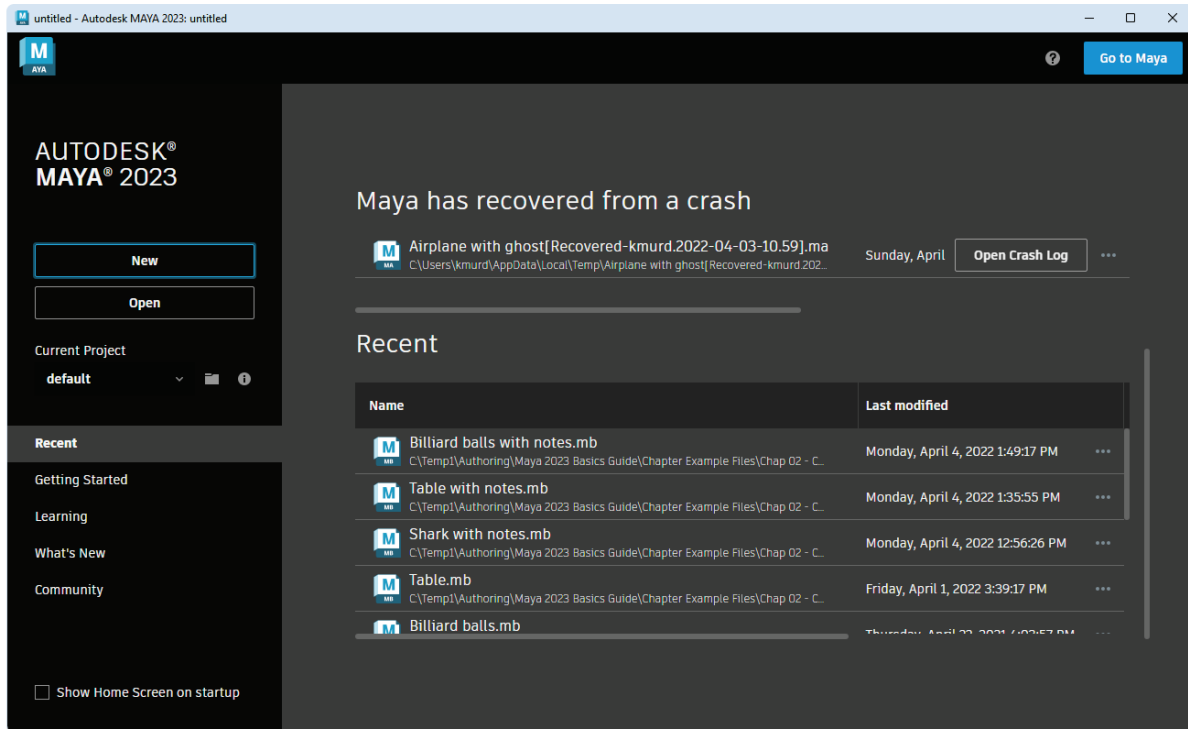 untitled - Autodesk MAYA 2023: untitled
M
AYA
Go to Maya
AUTODESK®
MAYA® 2023
New
Open
Current Project
default
Recent
Getting Started
Learning
What's New
Community
Show Home Screen on startup
Maya has recovered from a crash
M
MA
Airplane with ghost[Recovered-kmurd.2022-04-03-10.59].ma
C:\Users\kmurd\AppData\Local\Temp\Airplane with ghost[Recovered-kmurd.202...
Sunday, April
Open Crash Log
Recent
Name Last modified
M
MB
Billiard balls with notes.mb
C:\Temp1\Authoring\Maya 2023 Basics Guide\Chapter Example Files\Chap 02 - C...
Monday, April 4, 2022 1:49:17 PM
M
MB
Table with notes.mb
C:\Temp1\Authoring\Maya 2023 Basics Guide\Chapter Example Files\Chap 02 - C...
Monday, April 4, 2022 1:35:55 PM
M
MB
Shark with notes.mb
C:\Temp1\Authoring\Maya 2023 Basics Guide\Chapter Example Files\Chap 02 - C...
Monday, April 4, 2022 12:56:26 PM
M
MB
Table.mb
C:\Temp1\Authoring\Maya 2023 Basics Guide\Chapter Example Files\Chap 02 - C...
Friday, April 1, 2022 3:39:17 PM
M
Billiard balls.mb